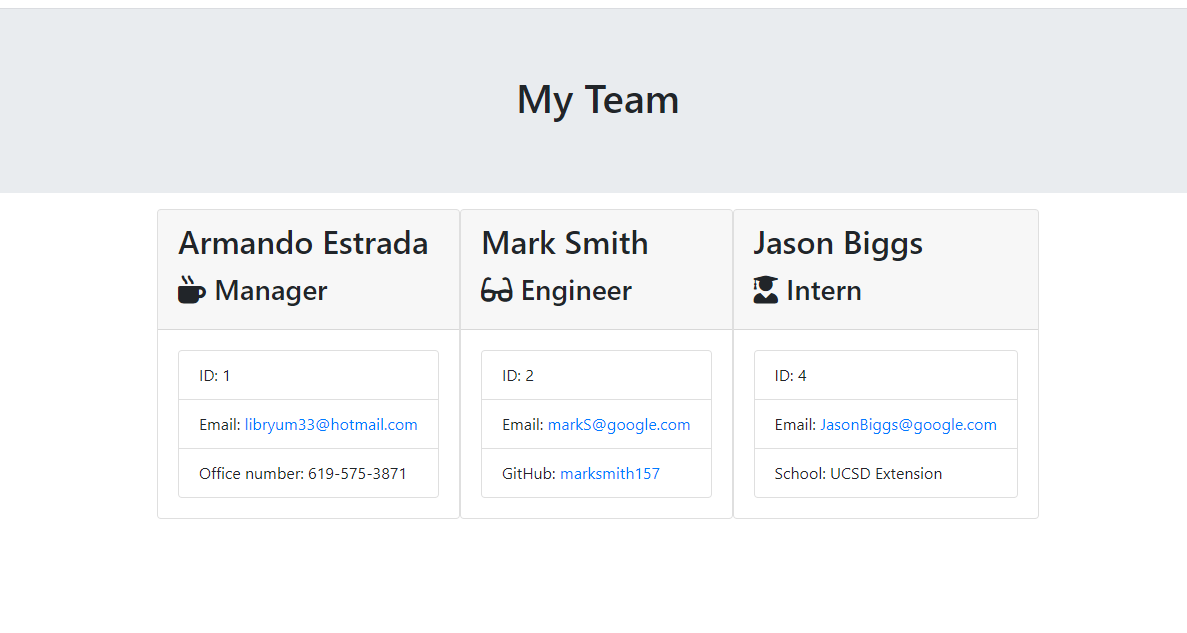 My Team
Armando Estrada
Manager
ID: 1
Email: libryum33@hotmail.com
Office number: 619-575-3871
Mark Smith
Engineer
ID: 2
Email: markS@google.com
GitHub: marksmith157
Jason Biggs
Intern
ID: 4
Email: JasonBiggs@google.com
School: UCSD Extension